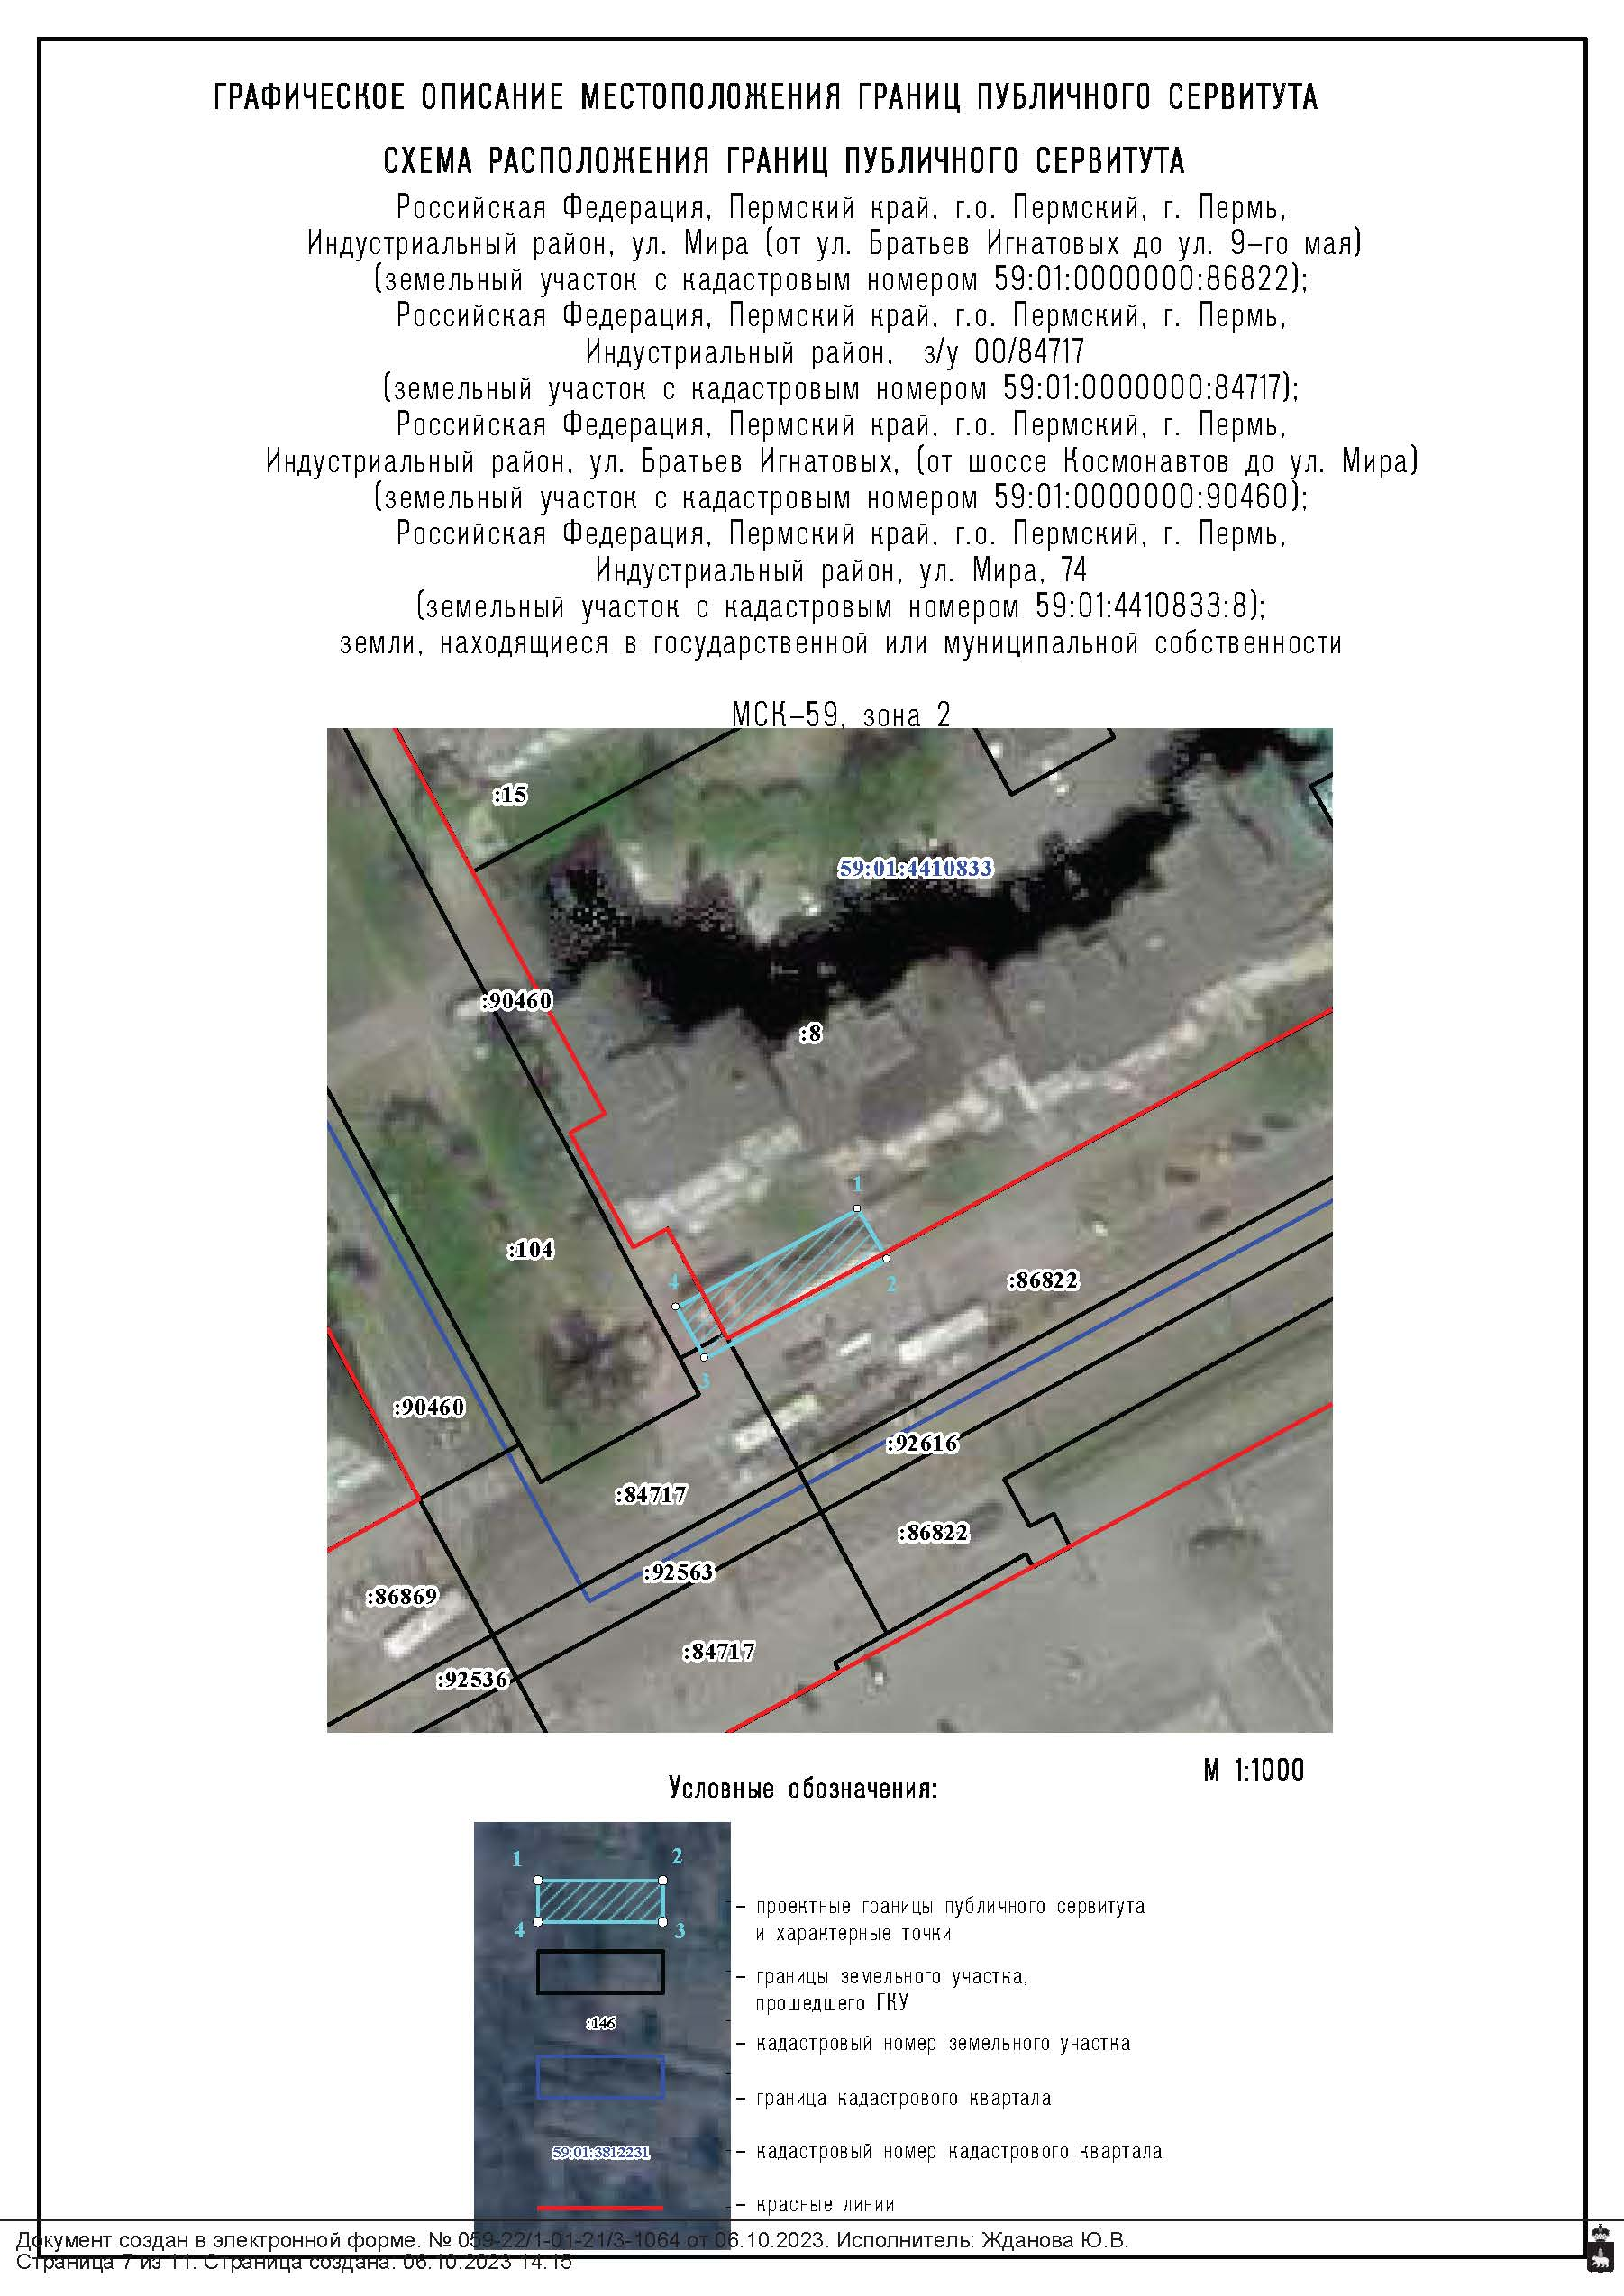 ГРАФИЧЕСКОЕ ОПИСАНИЕ МЕСТОПОЛОЖЕНИЯ ГРАНИЦ ПУБЛИЧНОГО СЕРВИТУТА
СХЕМА РАСПОЛОЖЕНИЯ ГРАНИЦ ПУБЛИЧНОГО СЕРВИТУТА
Российская Федерация, Пермский край, г.о. Пермский, г. Пермь,
Индустриальный район, ул. Мира (от ул. Братьев Игнатовых до ул. 9-го мая)
(земельный участок с кадастровым номером 59:01:0000000:86822);
Российская Федерация, Пермский край, г.о. Пермский, г. Пермь,
Индустриальный район, з/у 00/84717
(земельный участок с кадастровым номером 59:01:0000000:84717);
Российская Федерация, Пермский край, г.о. Пермский, г. Пермь,
Индустриальный район, ул. Братьев Игнатовых, (от шоссе Космонавтов до ул. Мира)
(земельный участок с кадастровым номером 59:01:0000000:90460);
Российская Федерация, Пермский край, г.о. Пермский, г. Пермь,
Индустриальный район, ул. Мира, 74
(земельный участок с кадастровым номером 59:01:4410833:8);
земли, находящиеся в государственной или муниципальной собственности
МСК-59, зона 2
:15
59:01:4410833
:90460
:8
1
:104
4
2
:86822
3
:90460
:92616
:84717
:86822
:92563
:86869
:84717
:92536
М 1:1000
Условные обозначения:
1 2
4 3
- проектные границы публичного сервитута
и характерные точки
- границы земельного участка,
прошедшего ГКУ
:146
- кадастровый номер земельного участка
- граница кадастрового квартала
59:01:3812231
- кадастровый номер кадастрового квартала
- красные линии
Документ создан в электронной форме. № 059-22/1-01-21/3-1064 от 06.10.2023. Исполнитель: Жданова Ю.В.
Страница 7 из 11. Страница создана: 06.10.2023 14:15